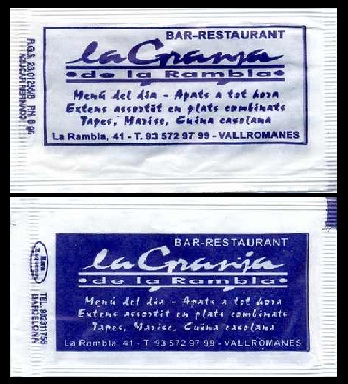 BAR-RESTAURANT
la Granja
de la Rambla
Menú del dia - Apats a tot hora
Extens assortit en plats combinats
Tapes, Marisc, Cuina casolana
La Rambla, 41 - T. 93 572 97 99 - VALLROMANES
BAR-RESTAURANT
la Granja
de la Rambla
Menú del dia - Apats a tot hora
Extens assortit en plats combinats
Tapes, Marisc, Cuina casolana
La Rambla, 41 - T. 93 572 97 99 - VALLROMANES
BARCELONA